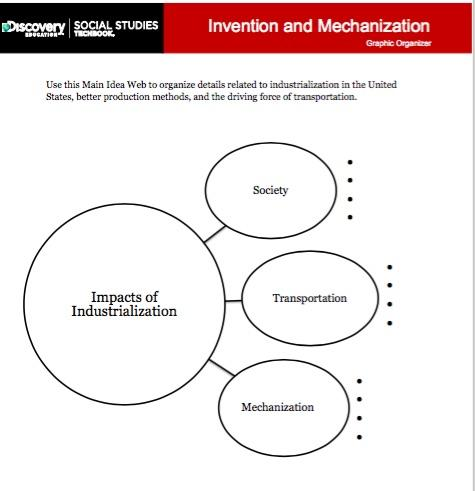 Discovery
EDUCATION
SOCIAL STUDIES
TECHBOOK
Invention and Mechanization
Graphic Organizer
Use this Main Idea Web to organize details related to industrialization in the United
States, better production methods, and the driving force of transportation.
Society
Transportation
Impacts of
Industrialization
Mechanization